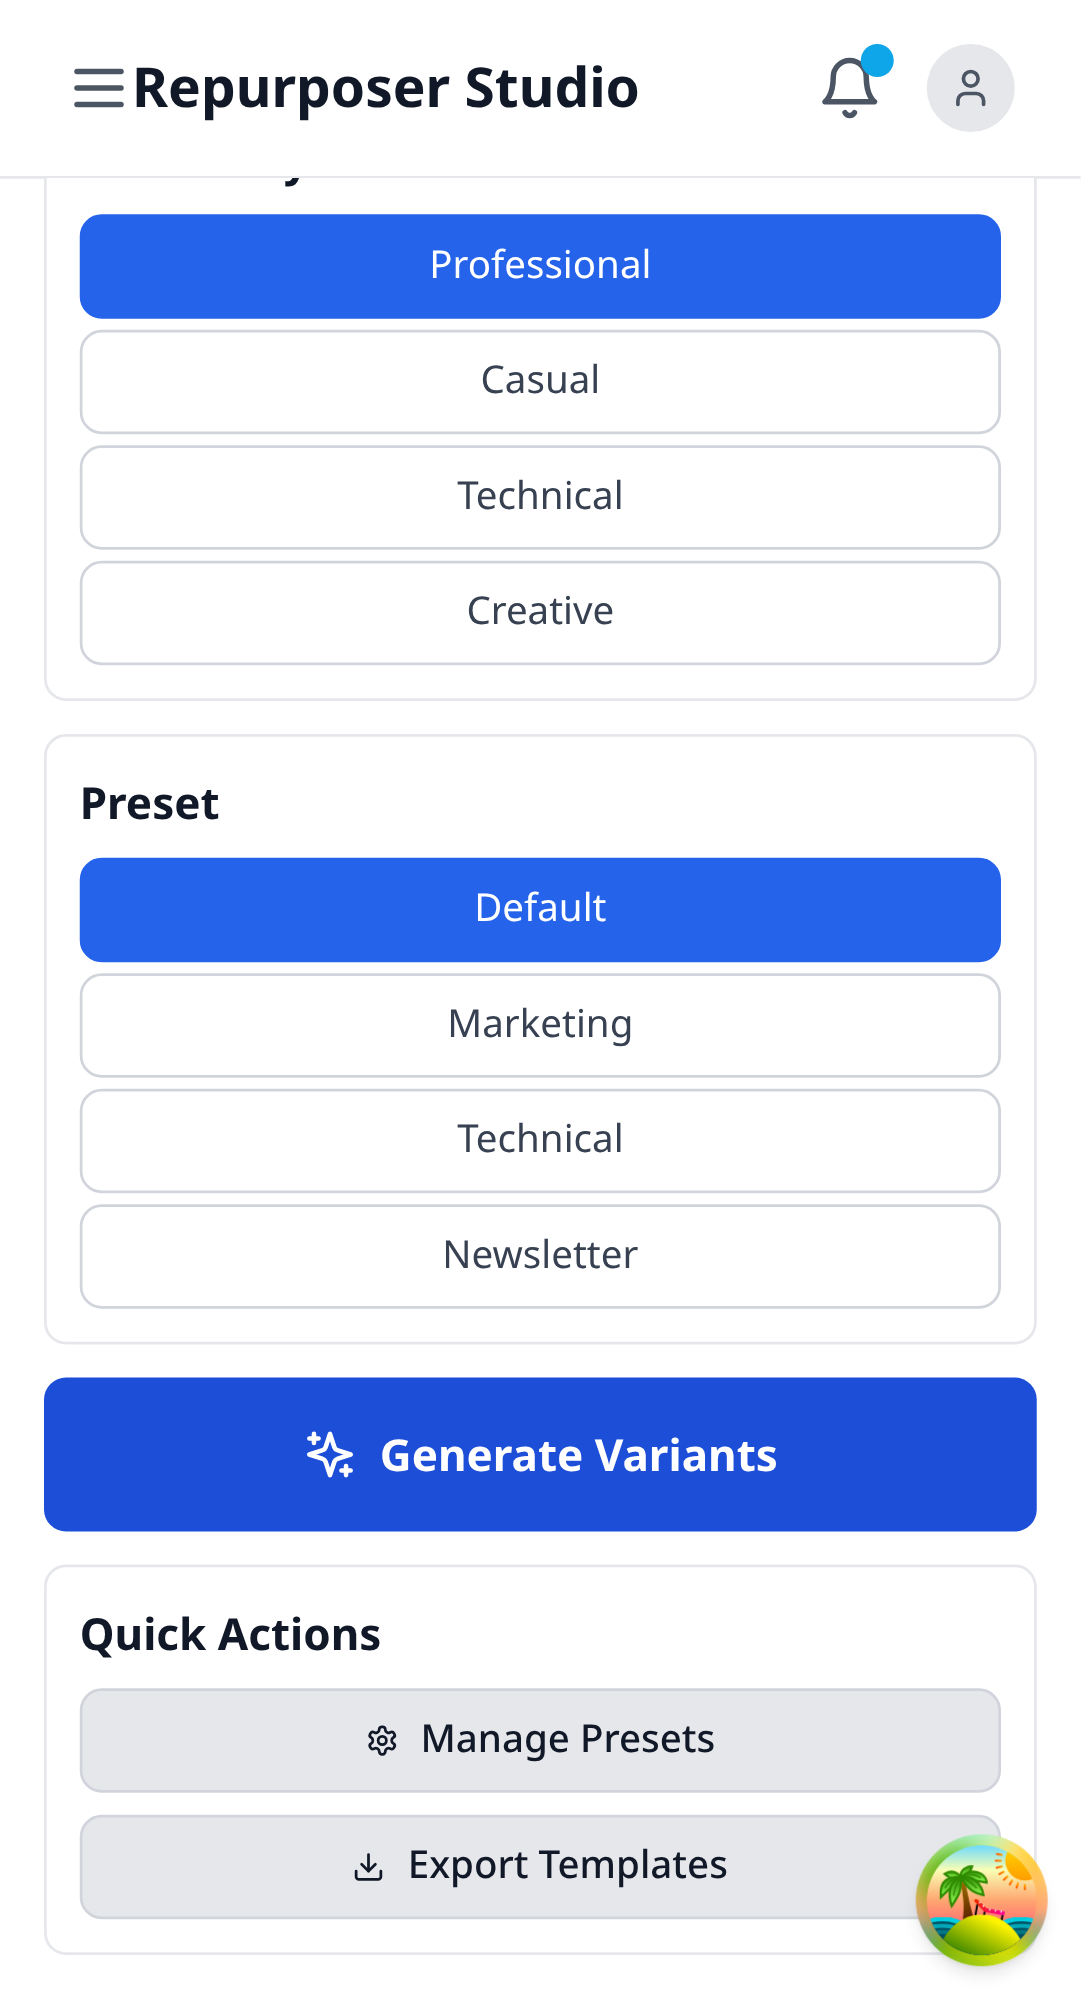 Repurposer Studio
Professional
Casual
Technical
Creative
Preset
Default
Marketing
Technical
Newsletter
Generate Variants
Quick Actions
Manage Presets
Export Templates